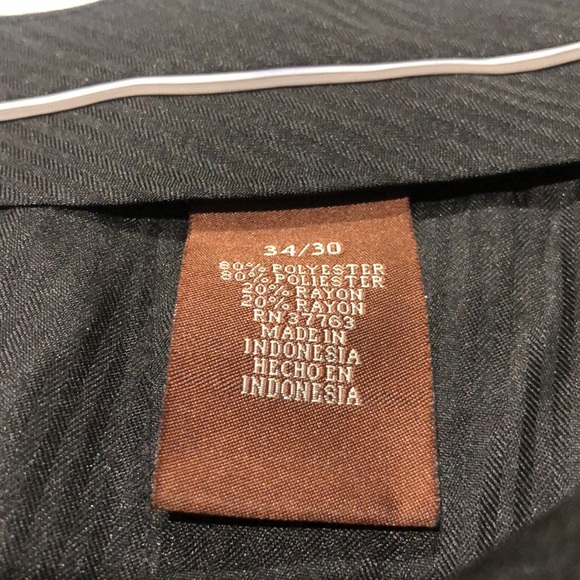 34/30
80% POLYESTER
80% POLIESTER
20% RAYON
20% RAYON
RN 37763
MADE IN
INDONESIA
HECHO EN
INDONESIA